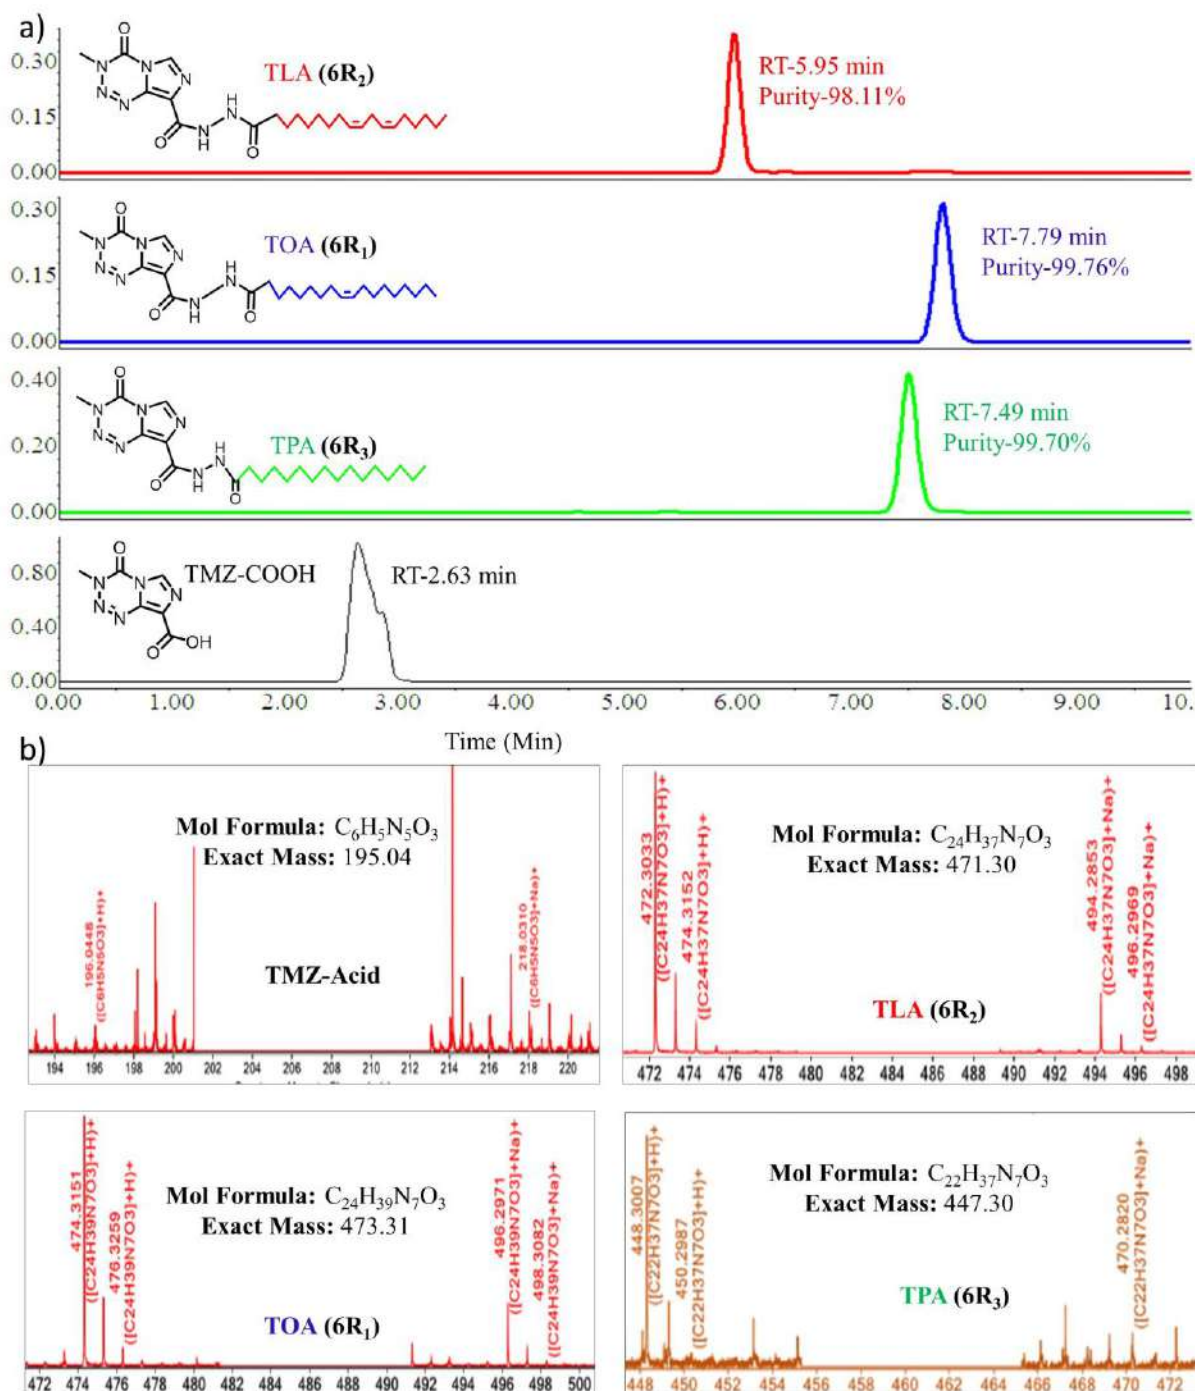 a)
0.30
0.15
0.00
TLA (6R₂)
RT-5.95 min
Purity-98.11%
O
N
N
N
N
N
O
N
H
H
N
O
0.30
0.15
0.00
TOA (6R₁)
RT-7.79 min
Purity-99.76%
O
N
N
N
N
N
O
N
H
H
N
O
0.40
0.20
0.00
TPA (6R₃)
RT-7.49 min
Purity-99.70%
O
N
N
N
N
N
O
N
H
H
N
O
0.80
0.40
0.00
TMZ-COOH
RT-2.63 min
O
N
N
N
N
N
O
OH
0.00 1.00 2.00 3.00 4.00 5.00 6.00 7.00 8.00 9.00 10.
Time (Min)
b)
Mol Formula: C₆H₅N₅O₃
Exact Mass: 195.04
196.0448
([C6H5N5O3]+H)+
218.0310
([C6H5N5O3]+Na)+
TMZ-Acid
194 196 198 200 202 204 206 208 210 212 214 216 218 220
Mol Formula: C₂₄H₃₇N₇O₃
Exact Mass: 471.30
472.3033
([C24H37N7O3]+H)+
474.3152
([C24H37N7O3]+H)+
494.2853
([C24H37N7O3]+Na)+
496.2969
([C24H37N7O3]+Na)+
TLA (6R₂)
472 474 476 478 480 482 484 486 488 490 492 494 496 498
Mol Formula: C₂₄H₃₉N₇O₃
Exact Mass: 473.31
474.3151
([C24H39N7O3]+H)+
476.3259
([C24H39N7O3]+H)+
496.2971
([C24H39N7O3]+Na)+
498.3082
([C24H39N7O3]+Na)+
TOA (6R₁)
472 474 476 478 480 482 484 486 488 490 492 494 496 498 500
Mol Formula: C₂₂H₃₇N₇O₃
Exact Mass: 447.30
448.3007
([C22H37N7O3]+H)+
450.2987
([C22H37N7O3]+H)+
470.2820
([C22H37N7O3]+Na)+
TPA (6R₃)
448 450 452 454 456 458 460 462 464 466 468 470 472